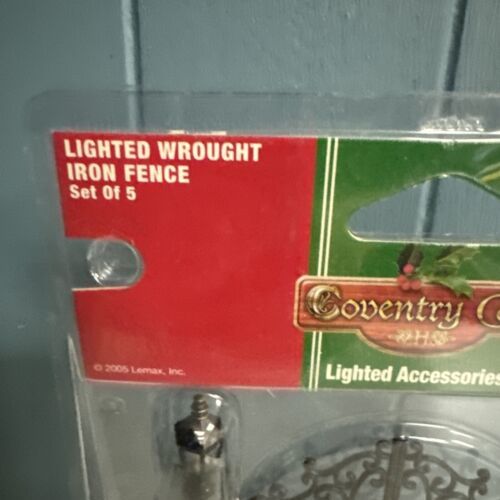 LIGHTED WROUGHT
IRON FENCE
Set Of 5
Coventry
Lighted Accessories
© 2005 Lemax, Inc.